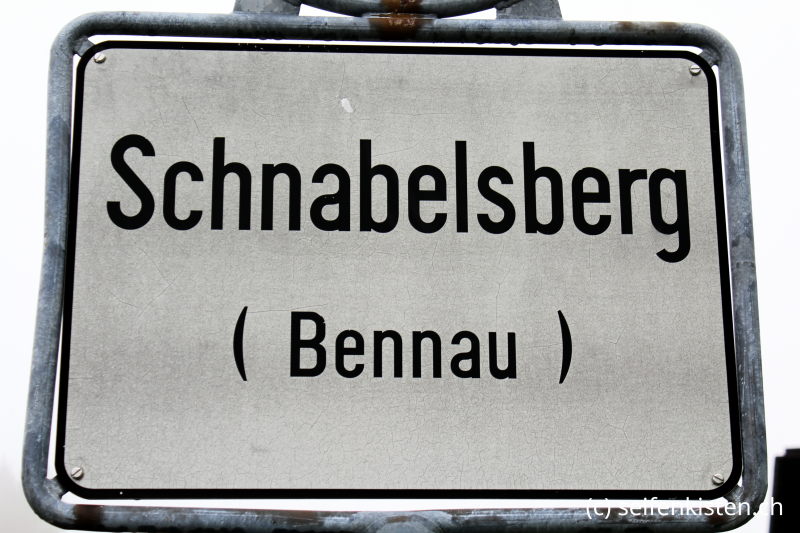 Schnabelsberg
( Bennau )
(c) seifenkisten.ch